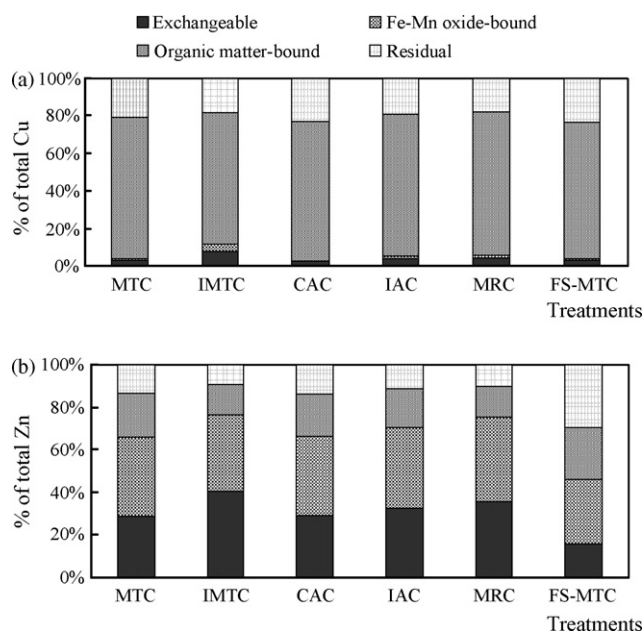 Exchangeable Fe-Mn oxide-bound
Organic matter-bound Residual
(a)
% of total Cu
100%
80%
60%
40%
20%
0%
MTC IMTC CAC IAC MRC FS-MTC
Treatments
(b)
% of total Zn
100%
80%
60%
40%
20%
0%
MTC IMTC CAC IAC MRC FS-MTC
Treatments